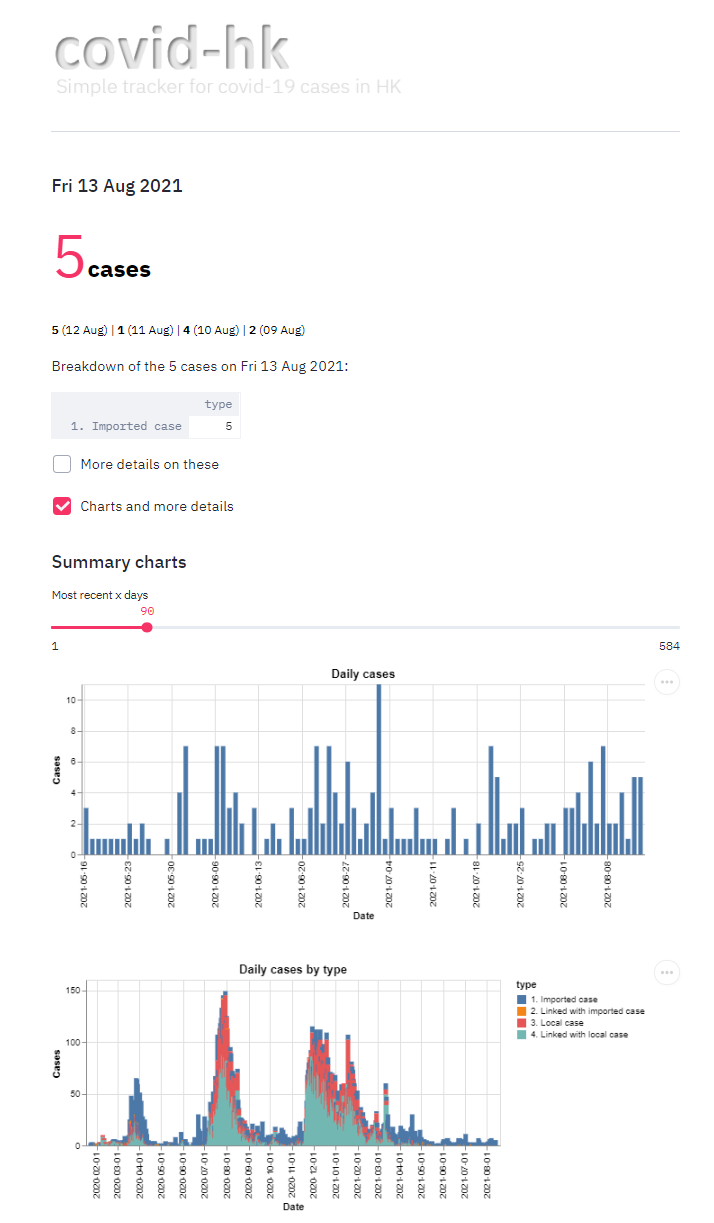 covid-hk
Simple tracker for covid-19 cases in HK
Fri 13 Aug 2021
5 cases
5 (12 Aug) | 1 (11 Aug) | 4 (10 Aug) | 2 (09 Aug)
Breakdown of the 5 cases on Fri 13 Aug 2021:
type
1. Imported case 5
More details on these
Charts and more details
Summary charts
Most recent x days
90
1 584
Daily cases
10
8
6
4
2
0
Cases
2021-05-16 2021-05-23 2021-05-30 2021-06-06 2021-06-13 2021-06-20 2021-06-27 2021-07-04 2021-07-11 2021-07-18 2021-07-25 2021-08-01 2021-08-08
Date
Daily cases by type
150
100
50
0
Cases
2020-02-01 2020-03-01 2020-04-01 2020-05-01 2020-06-01 2020-07-01 2020-08-01 2020-09-01 2020-10-01 2020-11-01 2020-12-01 2021-01-01 2021-02-01 2021-03-01 2021-04-01 2021-05-01 2021-06-01 2021-07-01 2021-08-01
Date
type
1. Imported case
2. Linked with imported case
3. Local case
4. Linked with local case